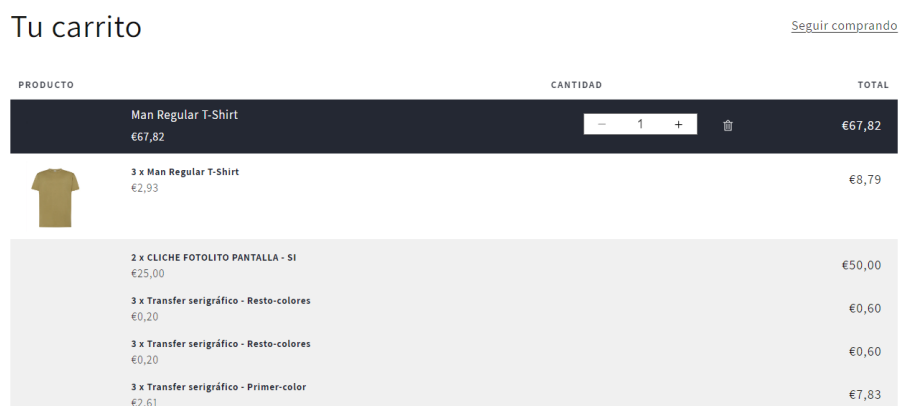 Tu carrito
Seguir comprando
PRODUCTO CANTIDAD TOTAL
Man Regular T-Shirt
€67,82
− 1 +
€67,82
3 x Man Regular T-Shirt
€2,93
€8,79
2 x CLICHE FOTOLITO PANTALLA - SI
€25,00
€50,00
3 x Transfer serigráfico - Resto-colores
€0,20
€0,60
3 x Transfer serigráfico - Resto-colores
€0,20
€0,60
3 x Transfer serigráfico - Primer-color
€2,61
€7,83